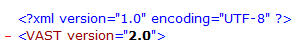 <?xml version="1.0" encoding="UTF-8" ?>
- <VAST version="2.0">